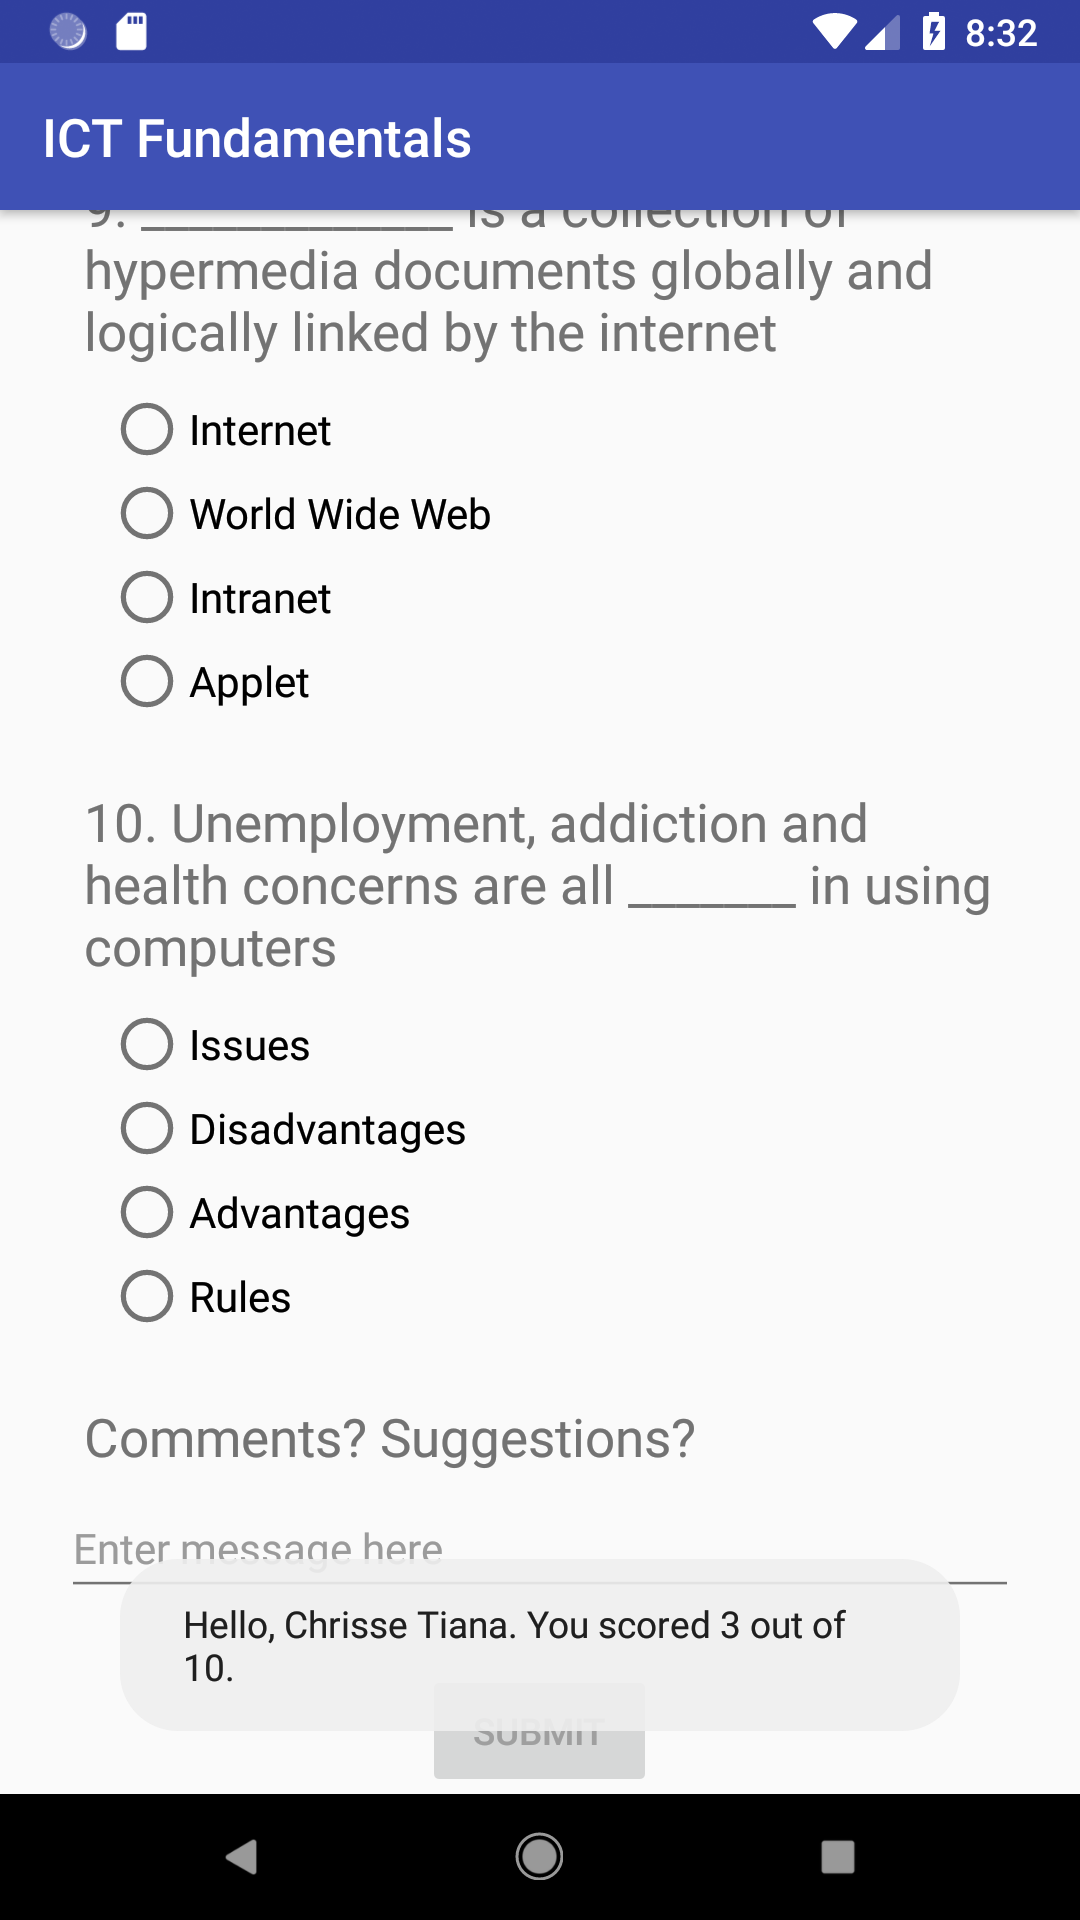 8:32
ICT Fundamentals
9. _____________ is a collection of
hypermedia documents globally and
logically linked by the internet
Internet
World Wide Web
Intranet
Applet
10. Unemployment, addiction and
health concerns are all _______ in using
computers
Issues
Disadvantages
Advantages
Rules
Comments? Suggestions?
Enter message here
Hello, Chrisse Tiana. You scored 3 out of
10.
SUBMIT